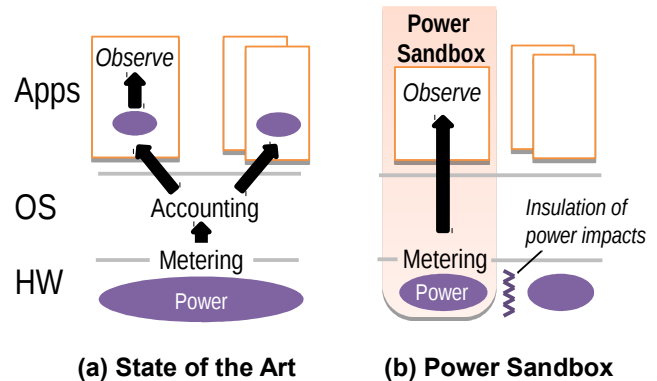 Apps
OS
HW
Observe
Accounting
Metering
Power
(a) State of the Art
Power
Sandbox
Observe
Insulation of
power impacts
Metering
Power
(b) Power Sandbox